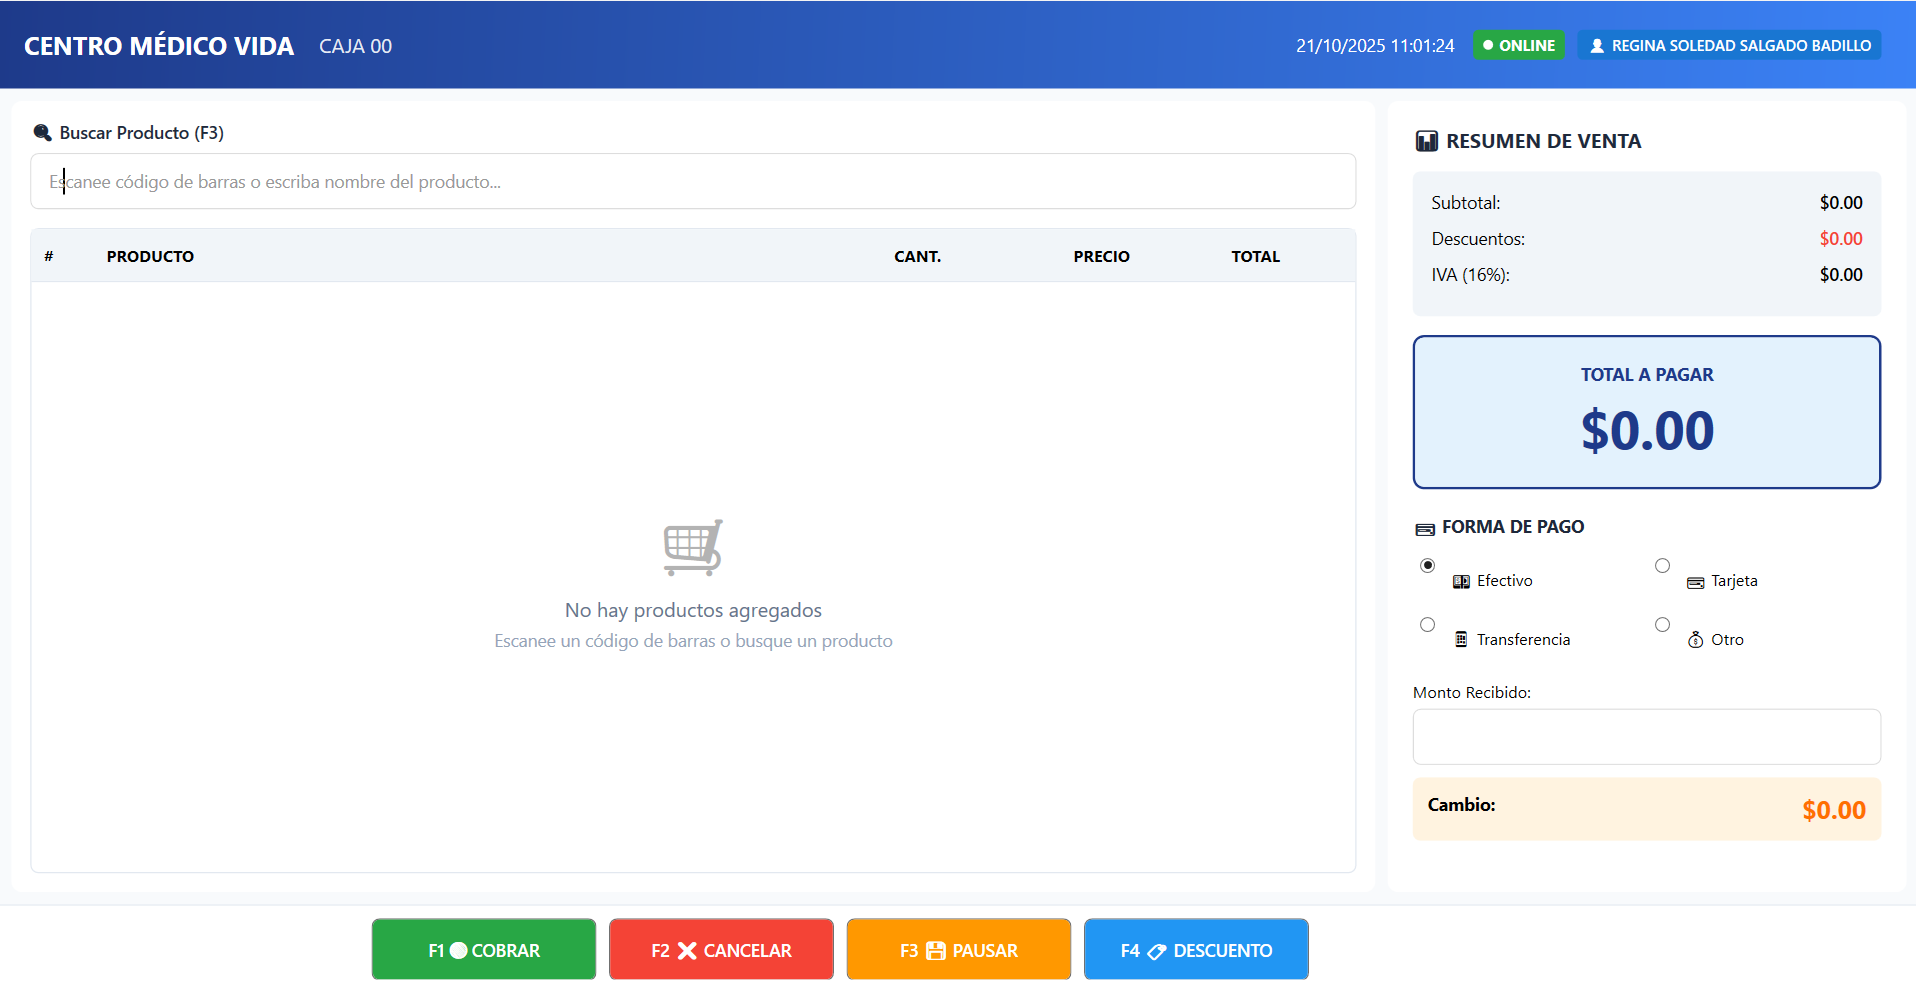 CENTRO MÉDICO VIDA CAJA 00 21/10/2025 11:01:24 ONLINE REGINA SOLEDAD SALGADO BADILLO
Buscar Producto (F3)
Escanee código de barras o escriba nombre del producto...
# PRODUCTO CANT. PRECIO TOTAL
No hay productos agregados
Escanee un código de barras o busque un producto
RESUMEN DE VENTA
Subtotal: $0.00
Descuentos: $0.00
IVA (16%): $0.00
TOTAL A PAGAR
$0.00
FORMA DE PAGO
Efectivo Tarjeta
Transferencia Otro
Monto Recibido:
Cambio: $0.00
F1 COBRAR F2 CANCELAR F3 PAUSAR F4 DESCUENTO